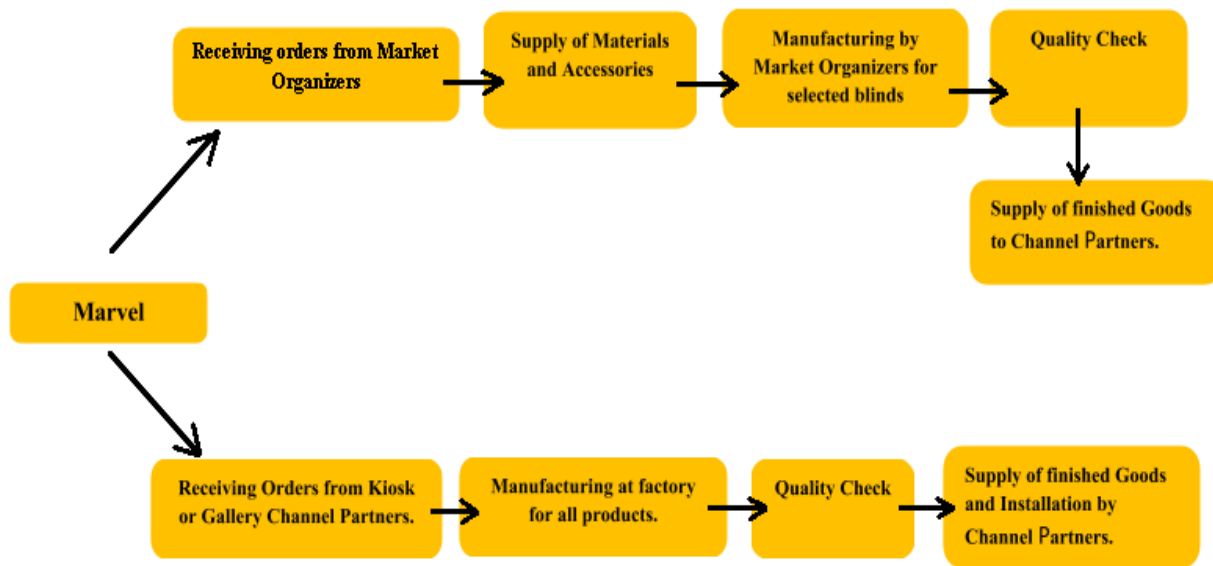 Receiving orders from Market
Organizers
Supply of Materials
and Accessories
Manufacturing by
Market Organizers for
selected blinds
Quality Check
Supply of finished Goods
to Channel Partners.
Marvel
Receiving Orders from Kiosk
or Gallery Channel Partners.
Manufacturing at factory
for all products.
Quality Check
Supply of finished Goods
and Installation by
Channel Partners.